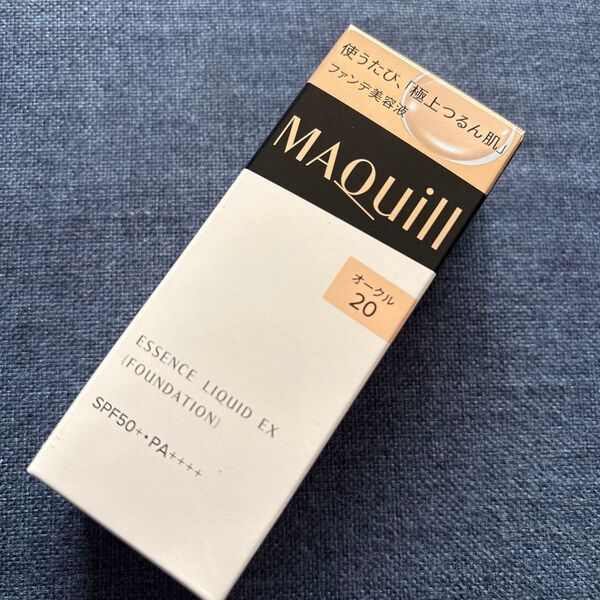 使うたび、「極上つるん肌」
ファンデ美容液
MAQuill
オークル
20
ESSENCE LIQUID EX
(FOUNDATION)
SPF50+・PA++++